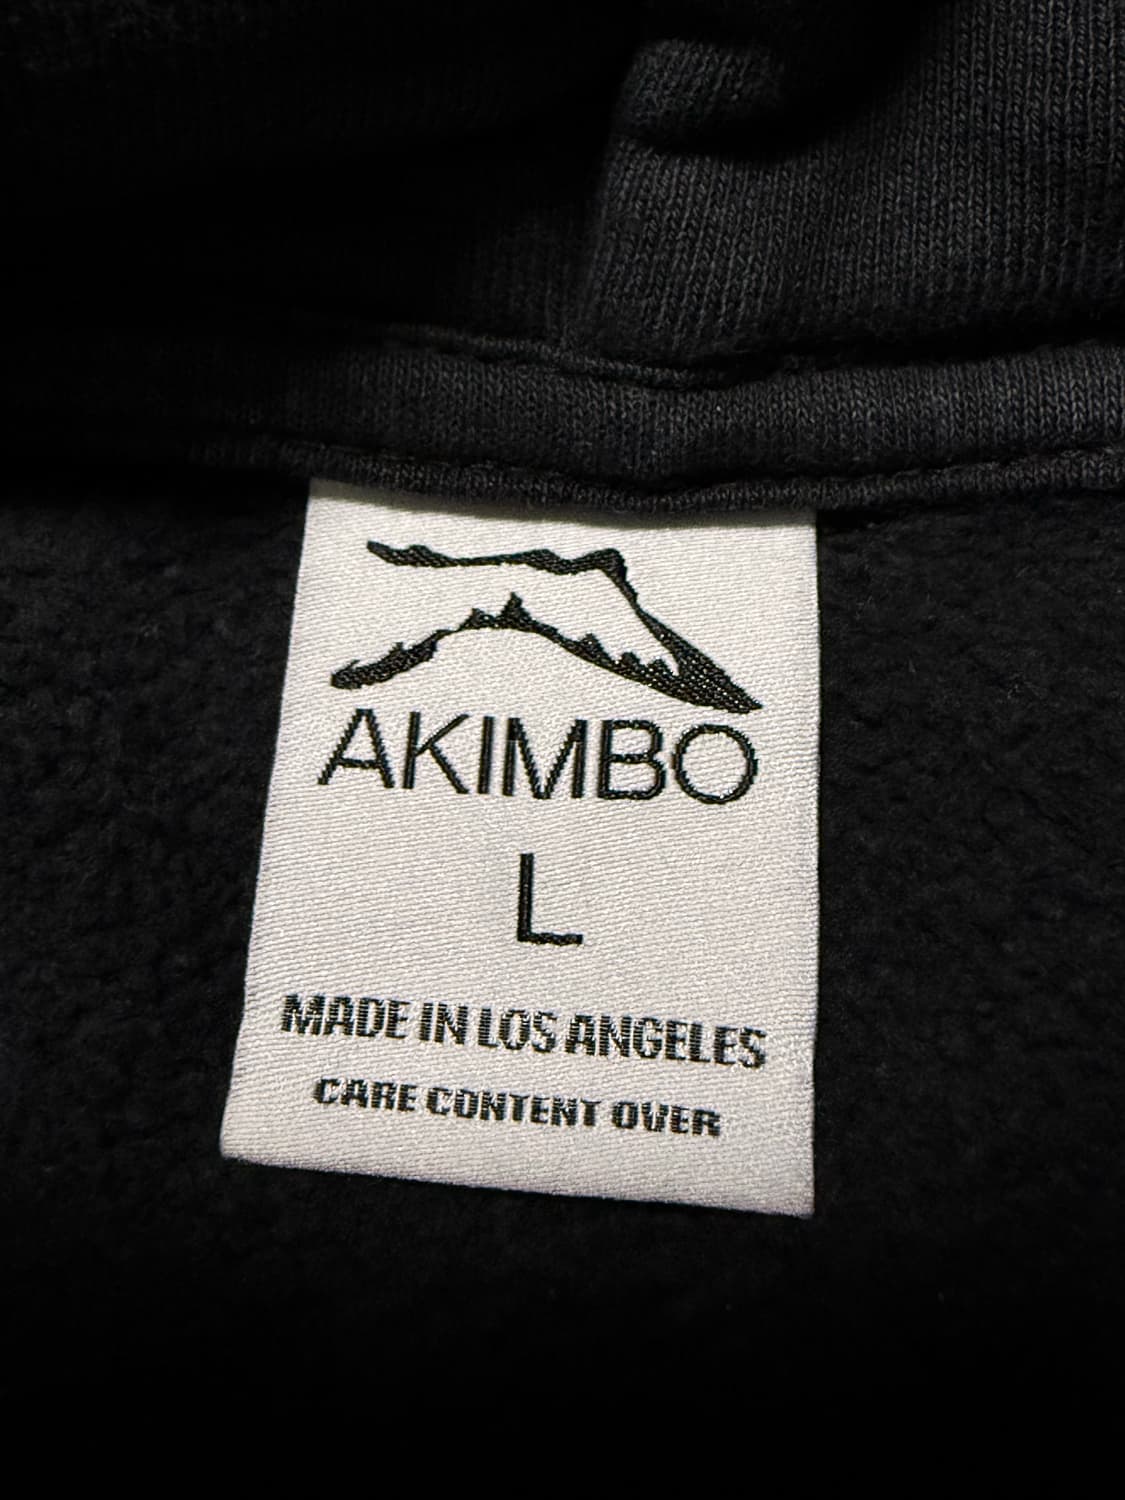 AKIMBO
L
MADE IN LOS ANGELES
CARE CONTENT OVER